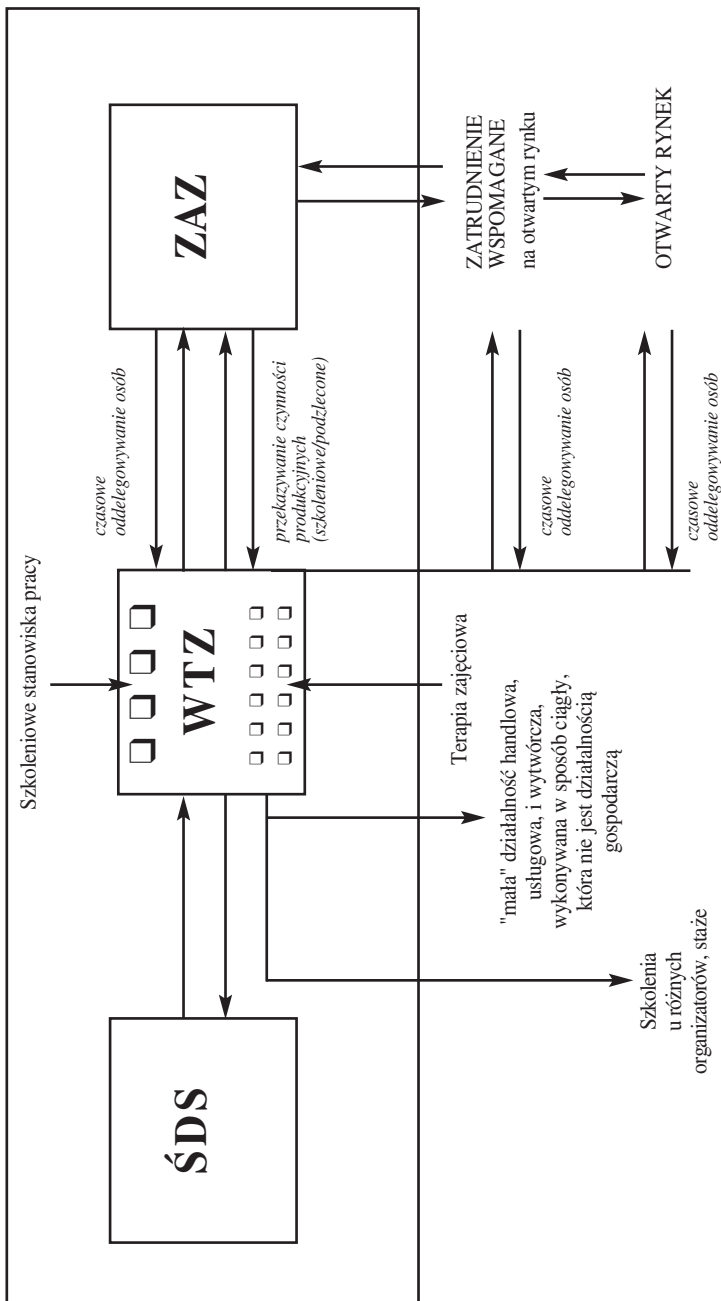 Szkoleniowe stanowiska pracy
ŚDS
WTZ
ZAZ
czasowe
oddelegowywanie osób
przekazywanie czynności
produkcyjnych
(szkoleniowe/podzlecone)
Terapia zajęciowa
"mała" działalność handlowa,
usługowa, i wytwórcza,
wykonywana w sposób ciągły,
która nie jest działalnością
gospodarczą
Szkolenia
u różnych
organizatorów, staże
ZATRUDNIENIE
WSPOMAGANE
na otwartym rynku
czasowe
oddelegowywanie osób
OTWARTY RYNEK
czasowe
oddelegowywanie osób